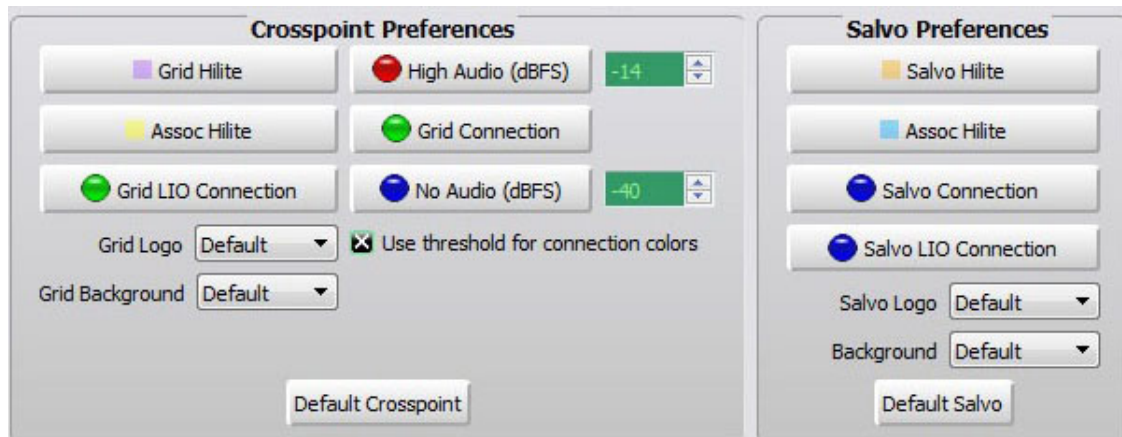 Crosspoint Preferences
Grid Hilite
High Audio (dBFS)
-14
Assoc Hilite
Grid Connection
Grid LIO Connection
No Audio (dBFS)
-40
Grid Logo Default
Use threshold for connection colors
Grid Background Default
Default Crosspoint
Salvo Preferences
Salvo Hilite
Assoc Hilite
Salvo Connection
Salvo LIO Connection
Salvo Logo Default
Background Default
Default Salvo